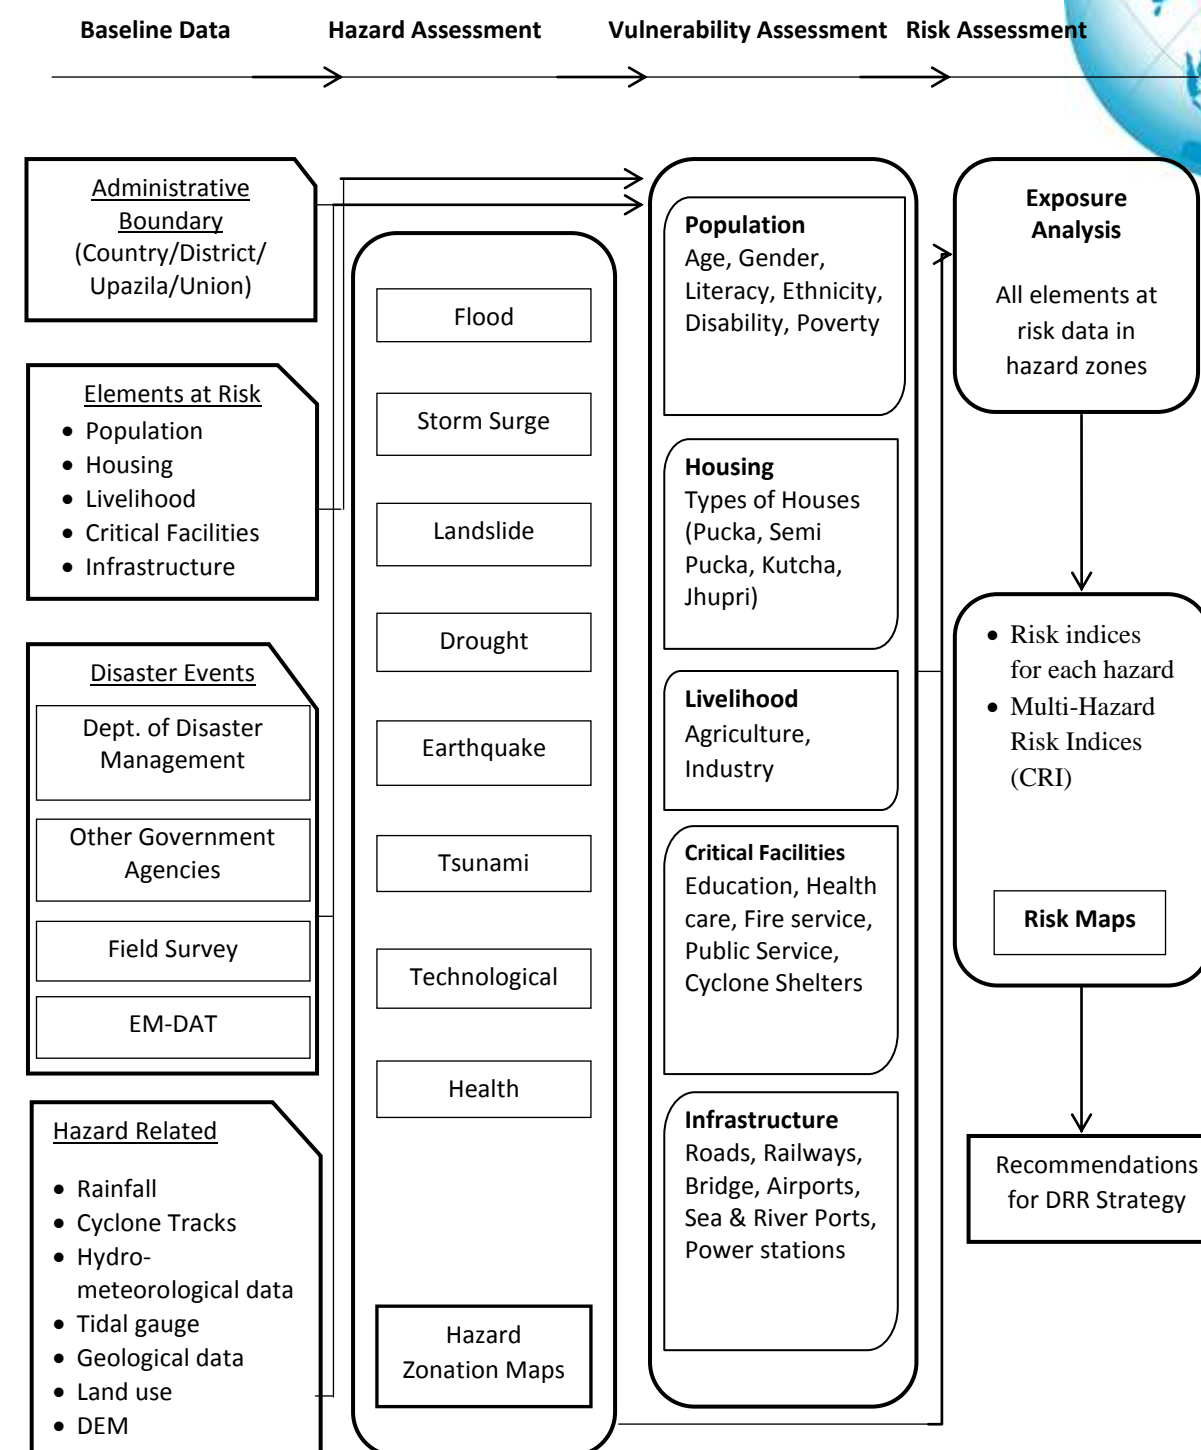 Baseline Data
Hazard Assessment
Vulnerability Assessment
Risk Assessment
Administrative
Boundary
(Country/District/
Upazila/Union)
Elements at Risk
• Population
• Housing
• Livelihood
• Critical Facilities
• Infrastructure
Disaster Events
Dept. of Disaster
Management
Other Government
Agencies
Field Survey
EM-DAT
Hazard Related
• Rainfall
• Cyclone Tracks
• Hydro-
meteorological data
• Tidal gauge
• Geological data
• Land use
• DEM
Flood
Storm Surge
Landslide
Drought
Earthquake
Tsunami
Technological
Health
Hazard
Zonation Maps
Population
Age, Gender,
Literacy, Ethnicity,
Disability, Poverty
Housing
Types of Houses
(Pucka, Semi
Pucka, Kutcha,
Jhupri)
Livelihood
Agriculture,
Industry
Critical Facilities
Education, Health
care, Fire service,
Public Service,
Cyclone Shelters
Infrastructure
Roads, Railways,
Bridge, Airports,
Sea & River Ports,
Power stations
Exposure
Analysis
All elements at
risk data in
hazard zones
• Risk indices
for each hazard
• Multi-Hazard
Risk Indices
(CRI)
Risk Maps
Recommendations
for DRR Strategy